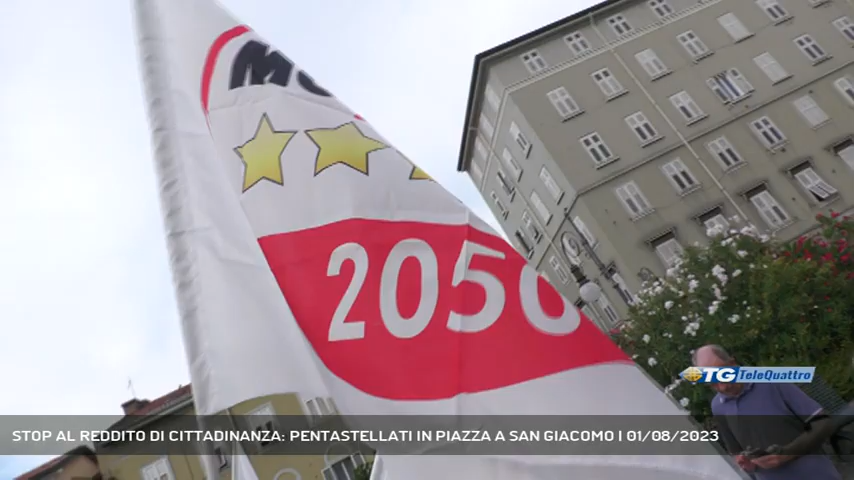 2050
TG TeleQuattro
STOP AL REDDITO DI CITTADINANZA: PENTASTELLATI IN PIAZZA A SAN GIACOMO | 01/08/2023